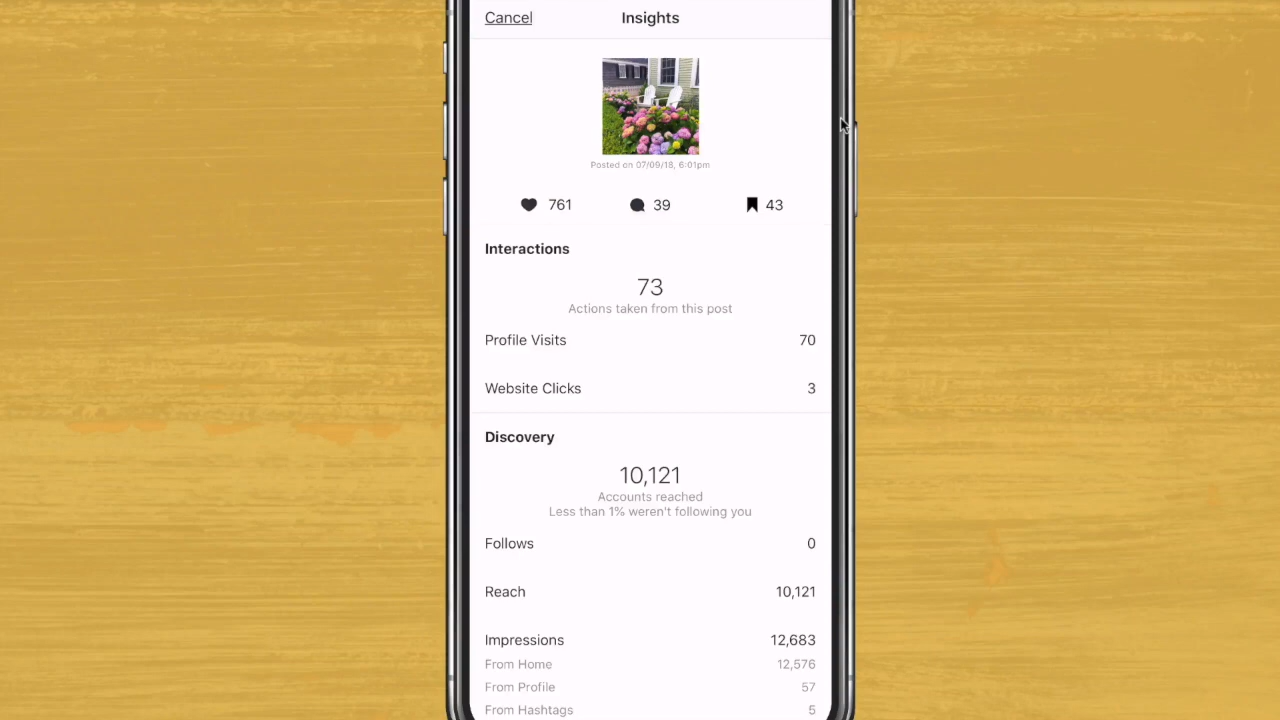 Cancel Insights
Posted on 07/09/18, 6:01pm
761 39 43
Interactions
73
Actions taken from this post
Profile Visits 70
Website Clicks 3
Discovery
10,121
Accounts reached
Less than 1% weren't following you
Follows 0
Reach 10,121
Impressions 12,683
From Home 12,576
From Profile 57
From Hashtags 5